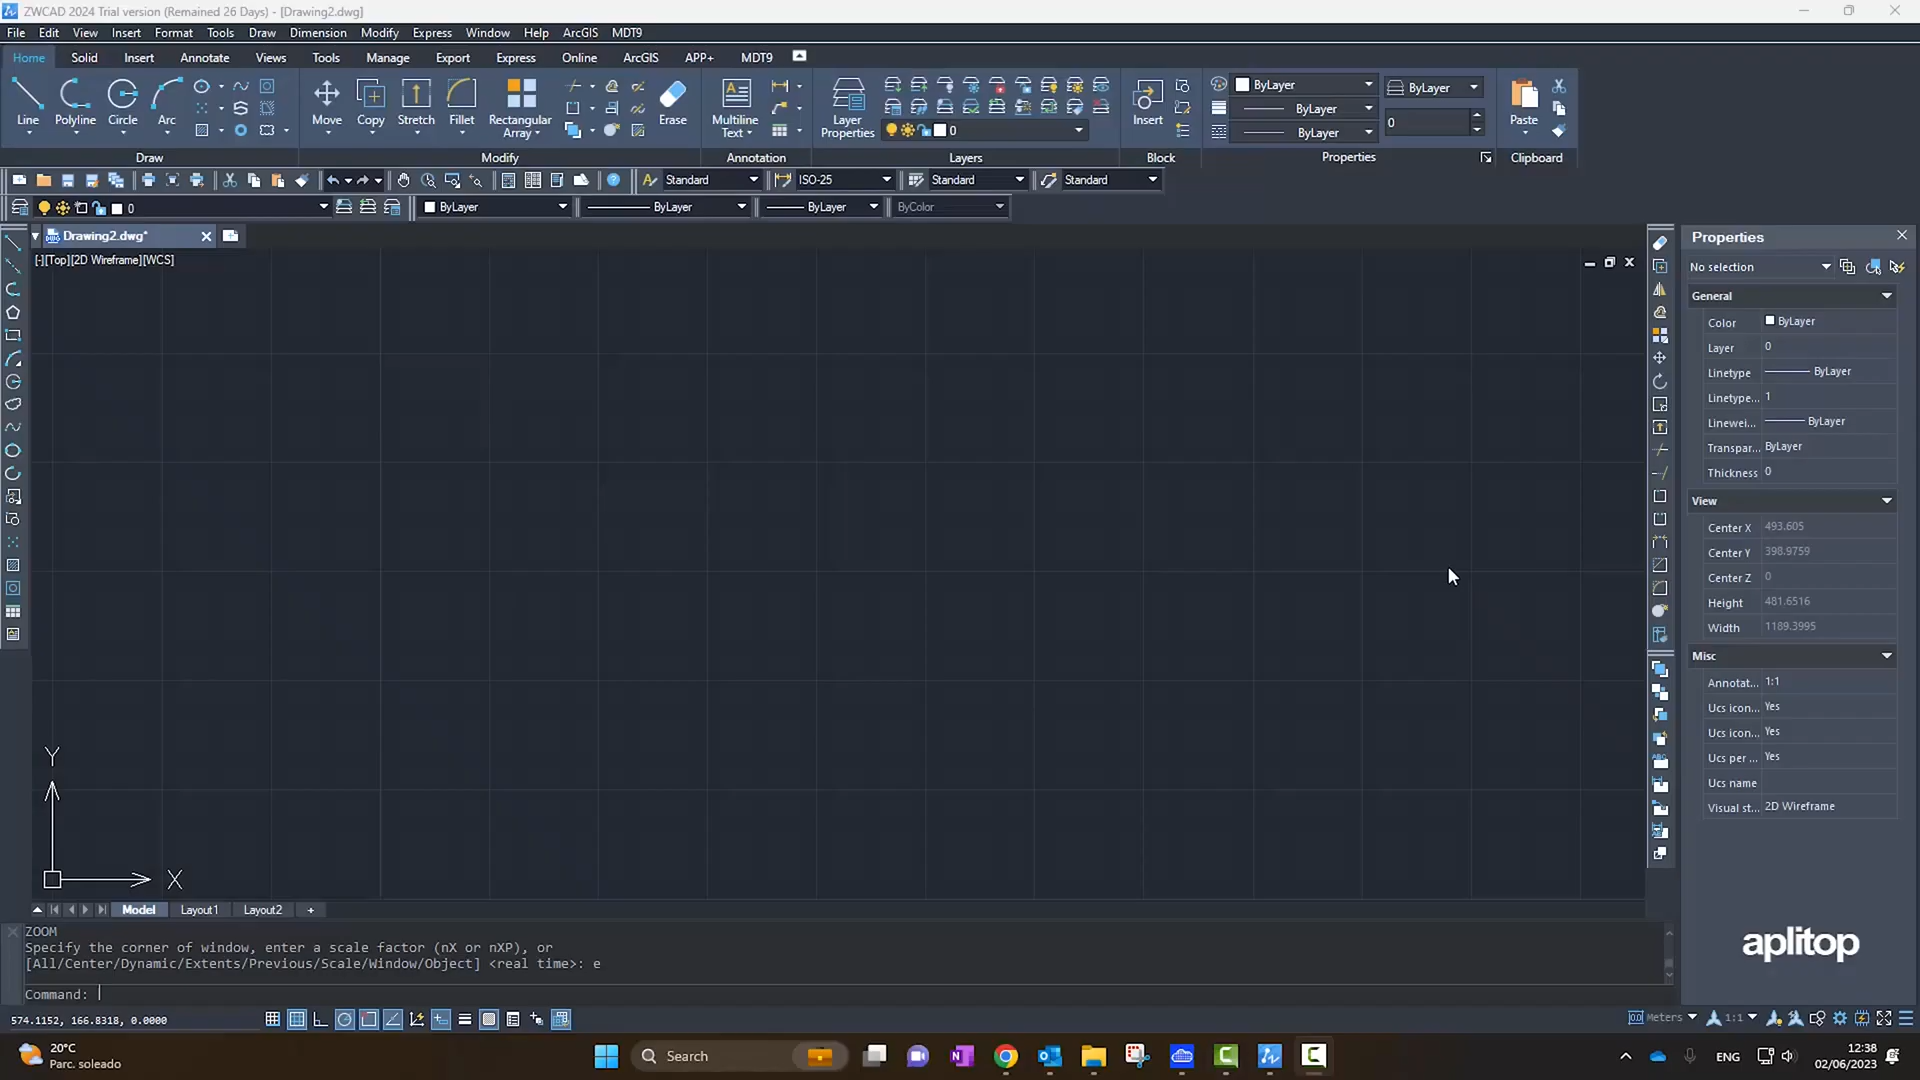 ZWCAD 2024 Trial version (Remained 26 Days) - [Drawing2.dwg]
File Edit View Insert Format Tools Draw Dimension Modify Express Window Help ArcGIS MDT9
Home Solid Insert Annotate Views Tools Manage Export Express Online ArcGIS APP+ MDT9
Line Polyline Circle Arc
Move Copy Stretch Fillet Rectangular Array Erase
Multiline Text
Layer Properties
0
Insert
ByLayer
ByLayer
ByLayer
ByLayer
0
Paste
Draw Modify Annotation Layers Block Properties Clipboard
Standard ISO-25 Standard Standard
0 ByLayer ByLayer ByLayer ByColor
Drawing2.dwg*
[-][Top][2D Wireframe][WCS]
Properties
No selection
General
Color ByLayer
Layer 0
Linetype ByLayer
Linetype... 1
Linewei... ByLayer
Transpar... ByLayer
Thickness 0
View
Center X 493.605
Center Y 398.9759
Center Z 0
Height 481.6516
Width 1189.3995
Misc
Annotat... 1:1
Ucs icon... Yes
Ucs icon... Yes
Ucs per ... Yes
Ucs name
Visual st... 2D Wireframe
Y
X
Model Layout1 Layout2 +
ZOOM
Specify the corner of window, enter a scale factor (nX or nXP), or
[All/Center/Dynamic/Extents/Previous/Scale/Window/Object] <real time>: e
Command:
aplitop
574.1152, 166.8318, 0.0000
Meters 1:1
20°C
Parc. soleado
Search
ENG
12:38
02/06/2023